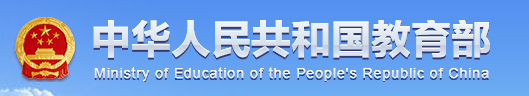 中华人民共和国教育部
Ministry of Education of the People's Republic of China